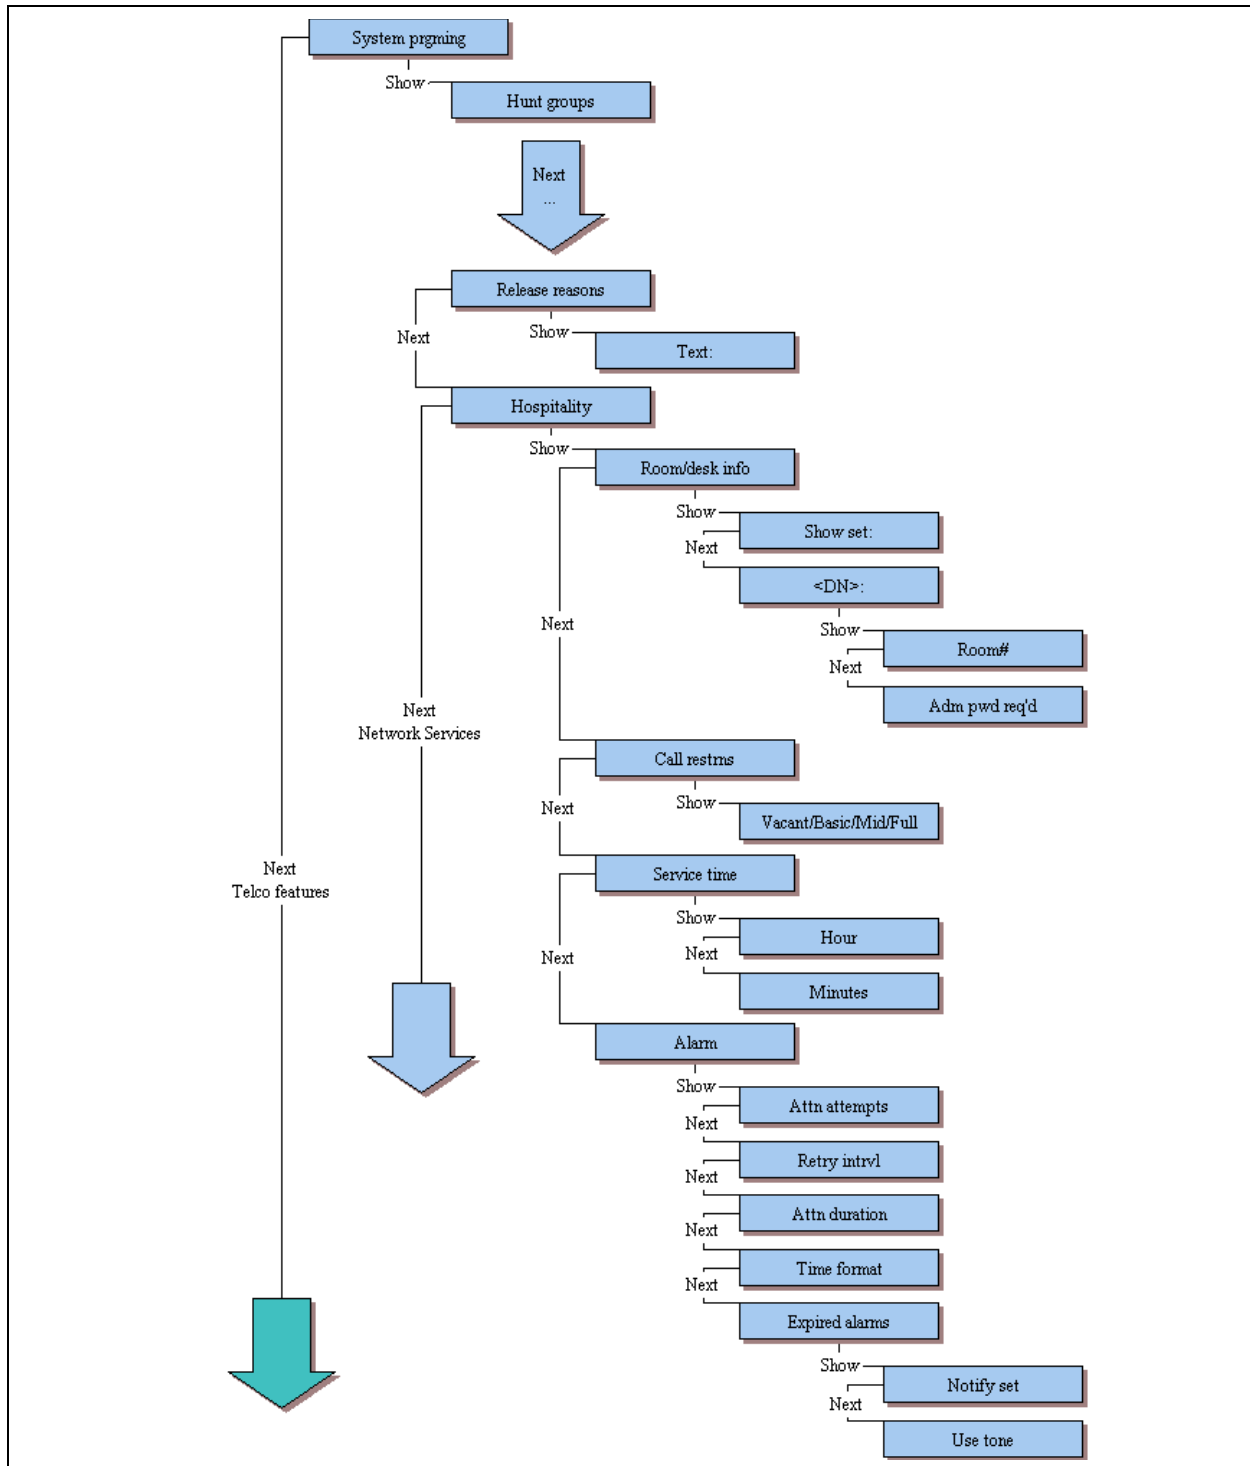 System prgming
Show
Hunt groups
Next
...
Release reasons
Next
Show
Text:
Hospitality
Show
Room/desk info
Show
Show set:
Next
<DN>:
Next
Show
Room#
Next
Adm pwd req'd
Next
Network Services
Call restrns
Next
Show
Vacant/Basic/Mid/Full
Next
Telco features
Service time
Show
Hour
Next
Next
Minutes
Alarm
Show
Attn attempts
Next
Retry intrvl
Next
Attn duration
Next
Time format
Next
Expired alarms
Show
Notify set
Next
Use tone